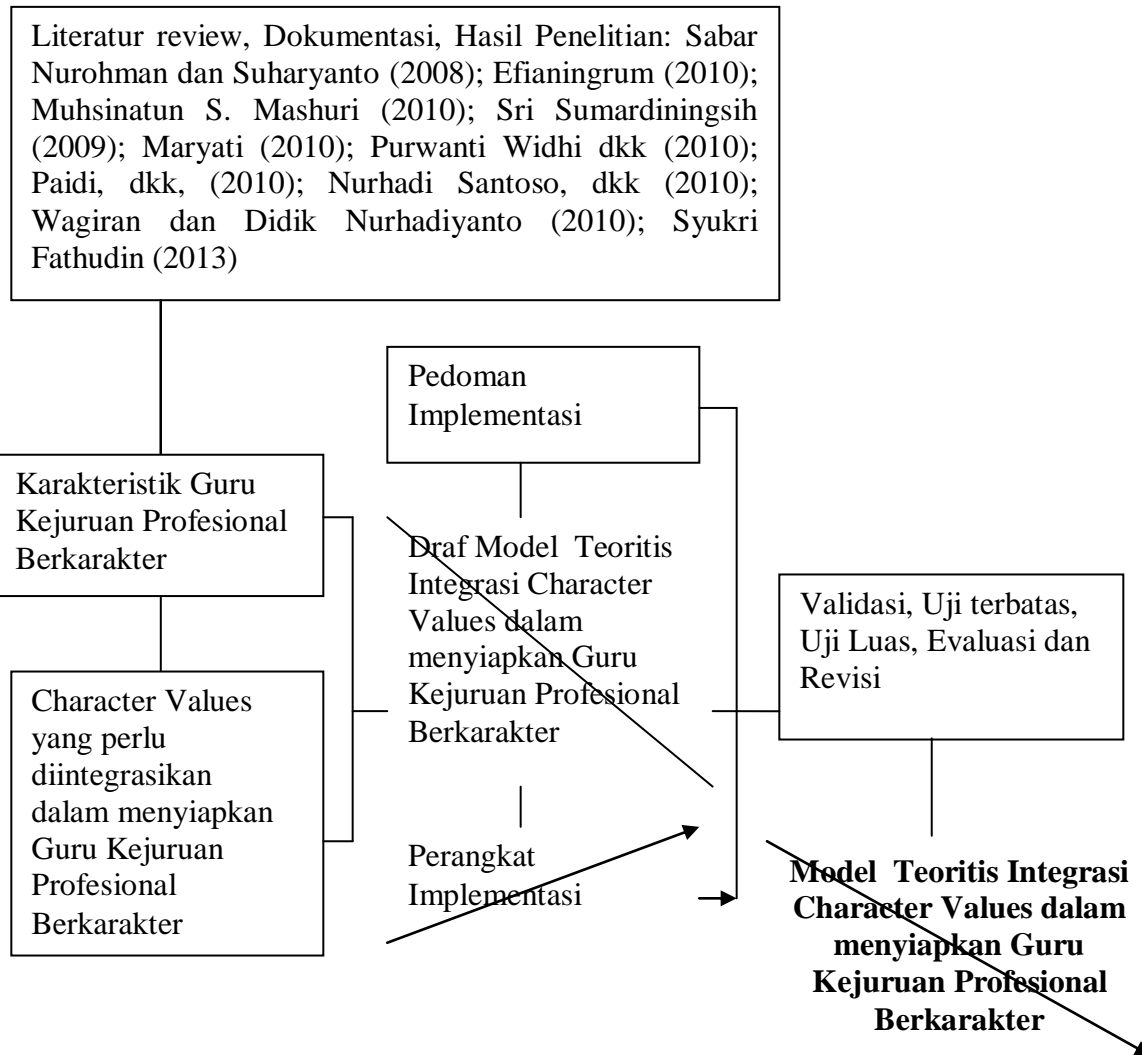 Literatur review, Dokumentasi, Hasil Penelitian: Sabar
Nurohman dan Suharyanto (2008); Efianingrum (2010);
Muhsinatun S. Mashuri (2010); Sri Sumardiningsih
(2009); Maryati (2010); Purwanti Widhi dkk (2010);
Paidi, dkk, (2010); Nurhadi Santoso, dkk (2010);
Wagiran dan Didik Nurhadiyanto (2010); Syukri
Fathudin (2013)
Karakteristik Guru
Kejuruan Profesional
Berkarakter
Character Values
yang perlu
diintegrasikan
dalam menyiapkan
Guru Kejuruan
Profesional
Berkarakter
Pedoman
Implementasi
Draf Model  Teoritis
Integrasi Character
Values dalam
menyiapkan Guru
Kejuruan Profesional
Berkarakter
Perangkat
Implementasi
Validasi, Uji terbatas,
Uji Luas, Evaluasi dan
Revisi
Model  Teoritis Integrasi
Character Values dalam
menyiapkan Guru
Kejuruan Profesional
Berkarakter